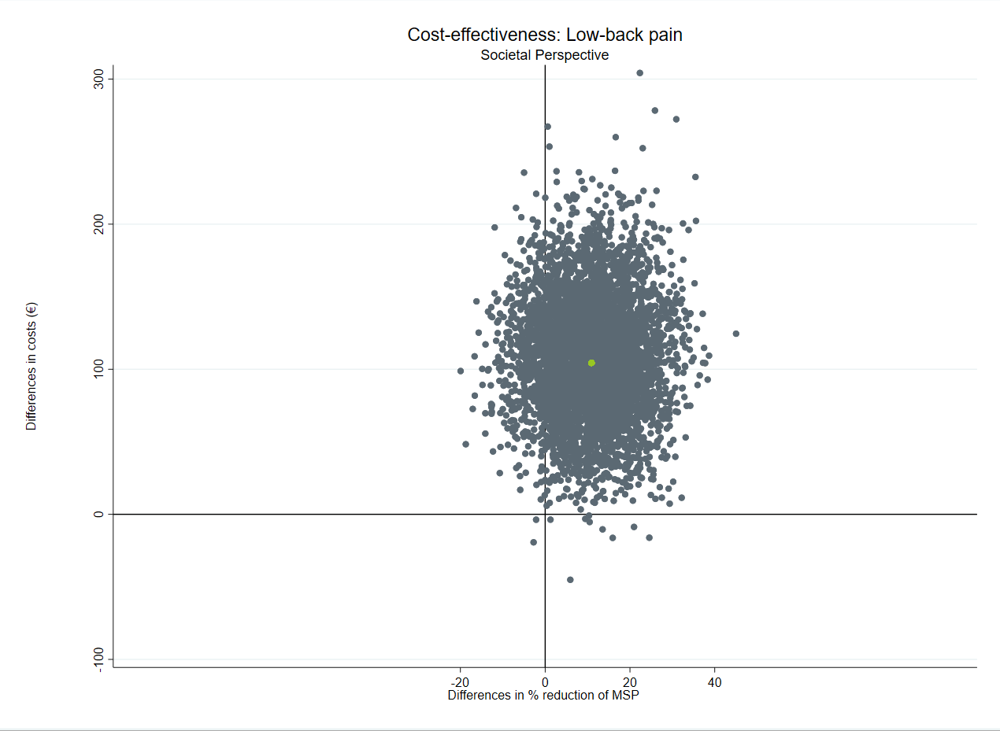 Cost-effectiveness: Low-back pain
Societal Perspective
300
200
100
0
-100
Differences in costs (€)
-20 0 20 40
Differences in % reduction of MSP